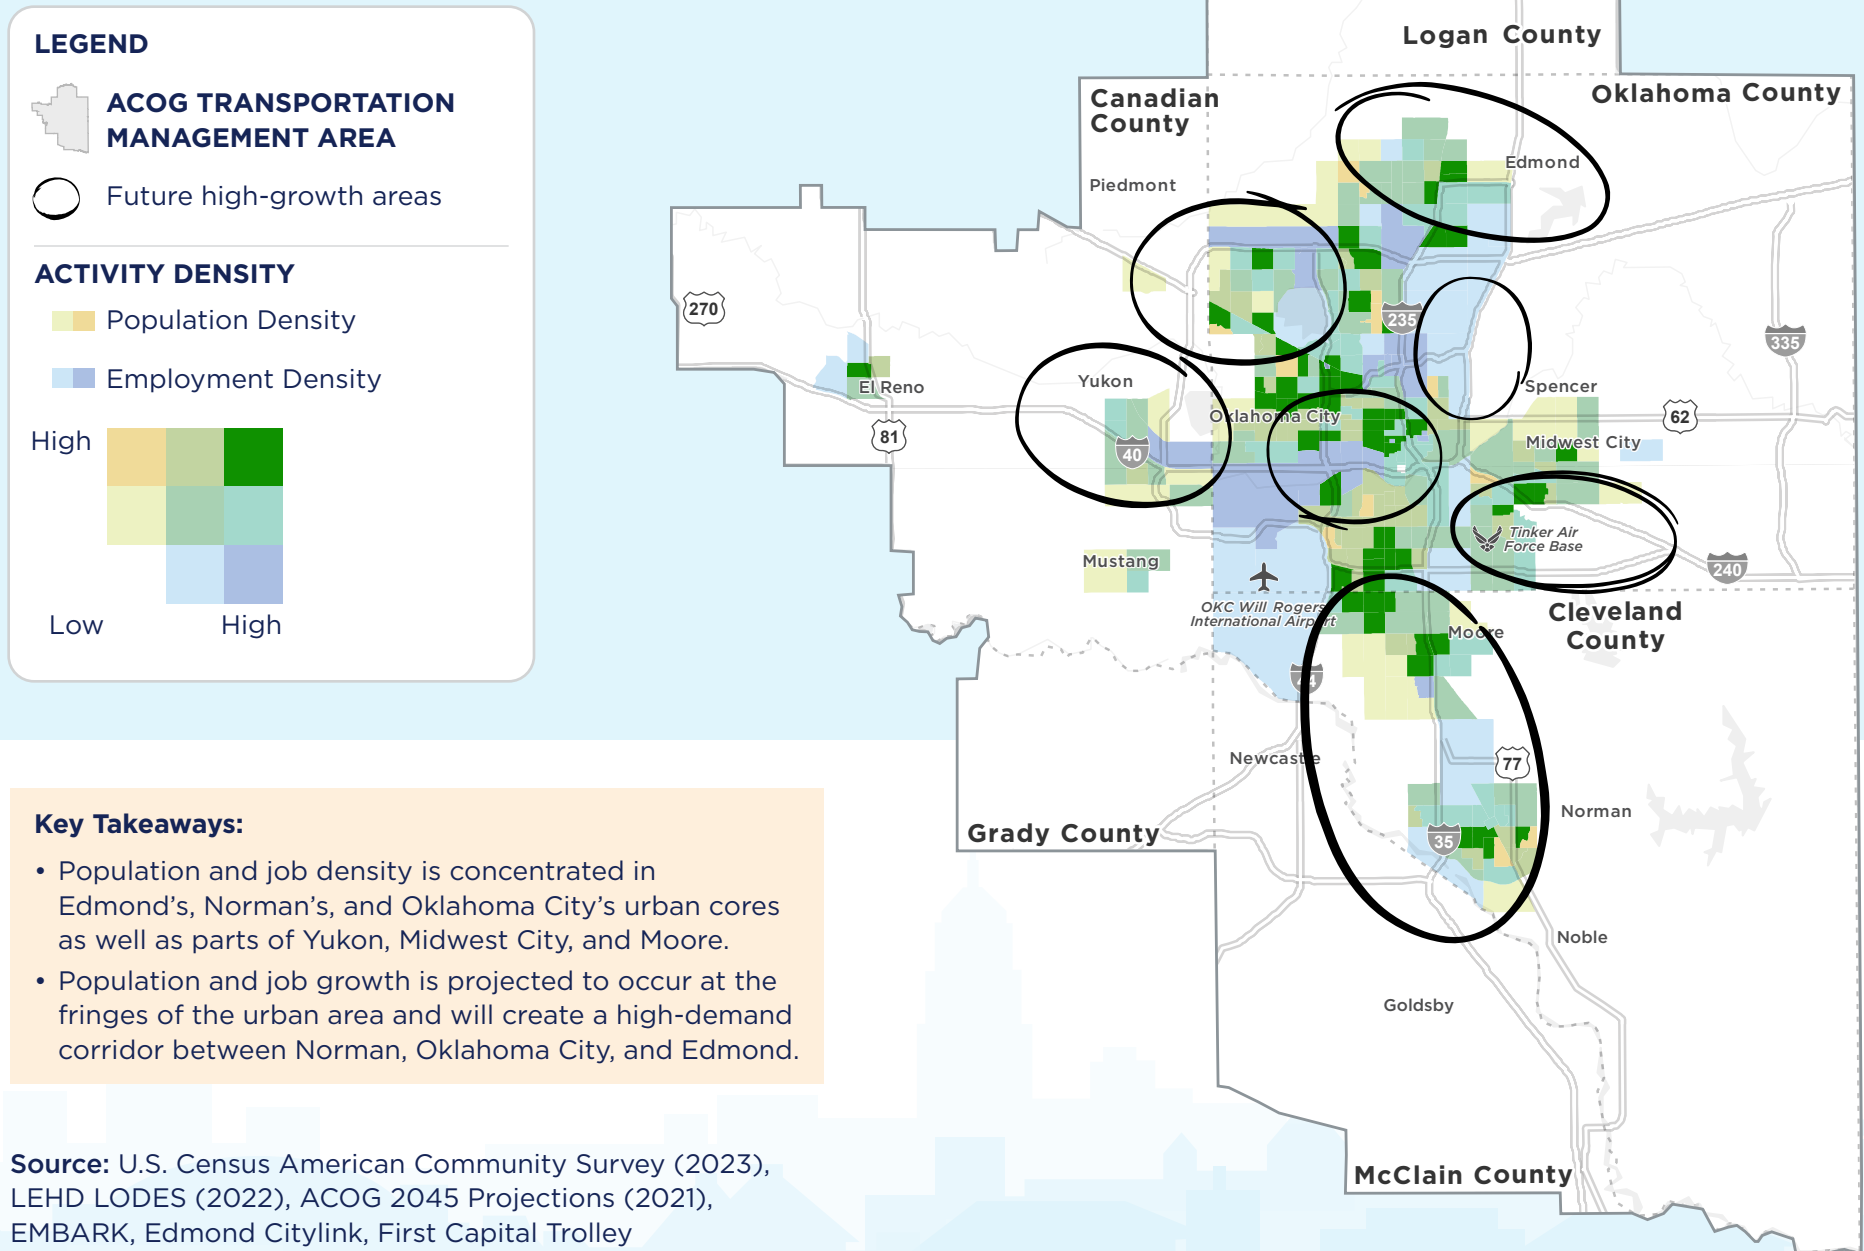 LEGEND
ACOG TRANSPORTATION
MANAGEMENT AREA
Future high-growth areas
ACTIVITY DENSITY
Population Density
Employment Density
High
Low
High
Logan County
Canadian
County
Oklahoma County
Piedmont
Edmond
270
235
335
El Reno
Yukon
Spencer
81
Oklahoma City
62
40
Midwest City
Mustang
Tinker Air
Force Base
240
OKC Will Rogers
International Airport
Cleveland
County
Moore
44
Newcastle
77
Norman
Grady County
35
Noble
Goldsby
McClain County
Key Takeaways:
• Population and job density is concentrated in
Edmond’s, Norman’s, and Oklahoma City’s urban cores
as well as parts of Yukon, Midwest City, and Moore.
• Population and job growth is projected to occur at the
fringes of the urban area and will create a high-demand
corridor between Norman, Oklahoma City, and Edmond.
Source: U.S. Census American Community Survey (2023),
LEHD LODES (2022), ACOG 2045 Projections (2021),
EMBARK, Edmond Citylink, First Capital Trolley